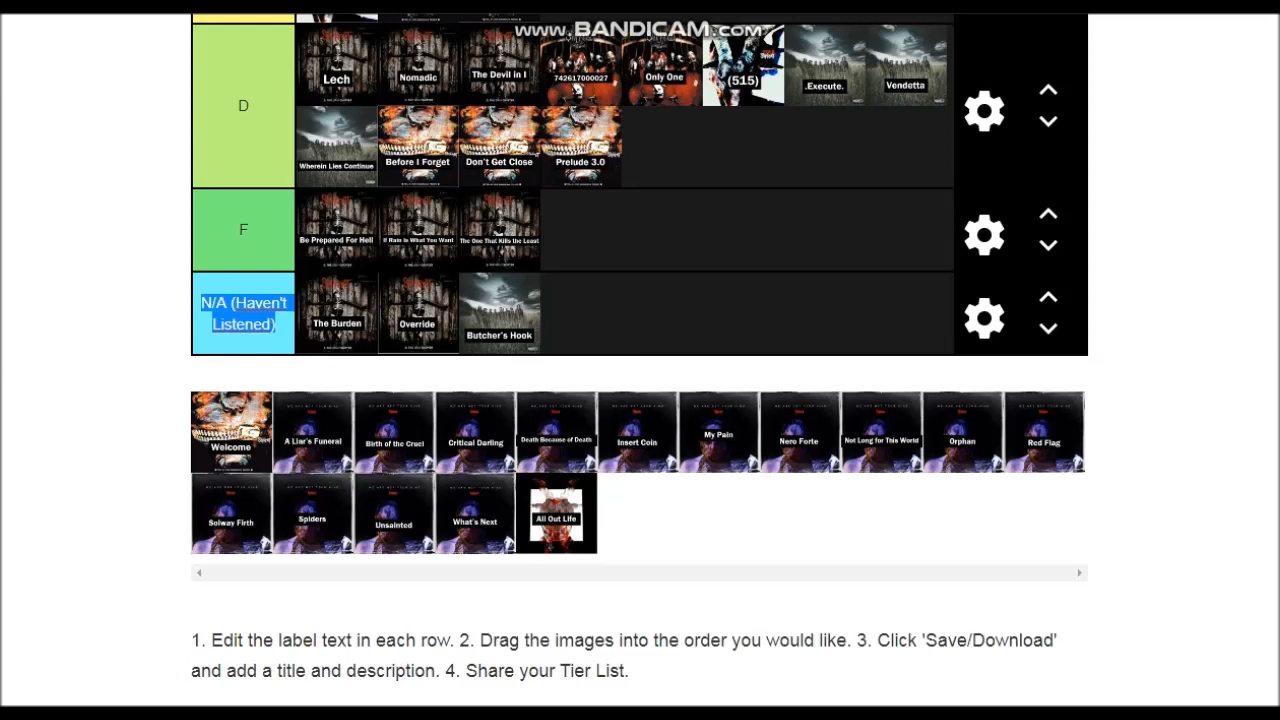 www.BANDICAM.com
D
Lech
Nomadic
The Devil in I
742617000027
Only One
(515)
.Execute.
Vendetta
Wherein Lies Continue
Before I Forget
Don't Get Close
Prelude 3.0
F
Be Prepared For Hell
If Rain Is What You Want
The One That Kills the Least
N/A (Haven't
Listened)
The Burden
Override
Butcher's Hook
Welcome
A Liar's Funeral
Birth of the Cruel
Critical Darling
Death Because of Death
Insert Coin
My Pain
Nero Forte
Not Long for This World
Orphan
Red Flag
Solway Firth
Spiders
Unsainted
What's Next
All Out Life
1. Edit the label text in each row. 2. Drag the images into the order you would like. 3. Click 'Save/Download'
and add a title and description. 4. Share your Tier List.